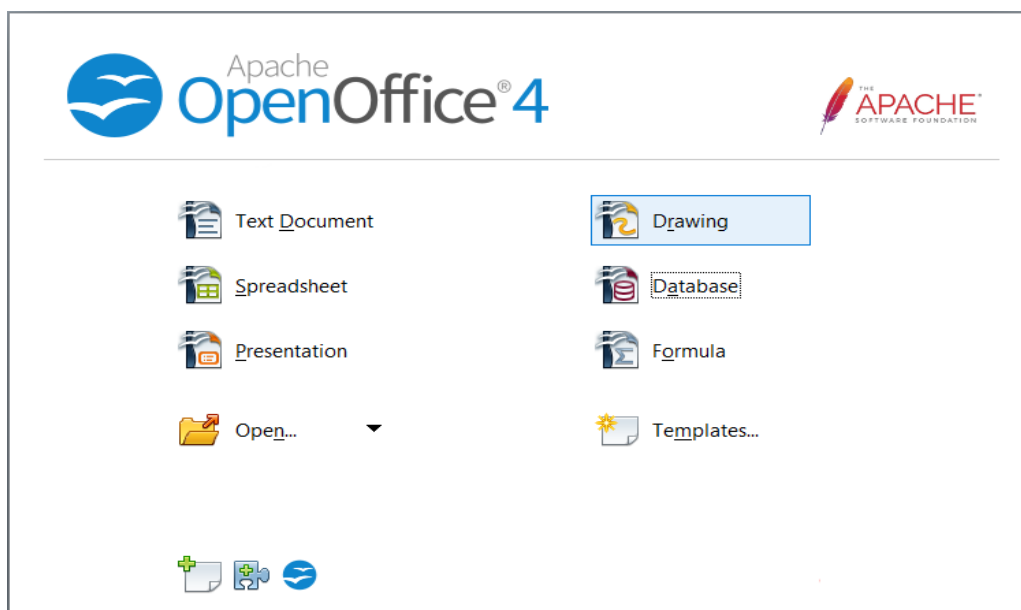 Apache
OpenOffice® 4
THE
APACHE®
SOFTWARE FOUNDATION
Text Document
Drawing
Spreadsheet
Database
Presentation
Formula
Open...
Templates...